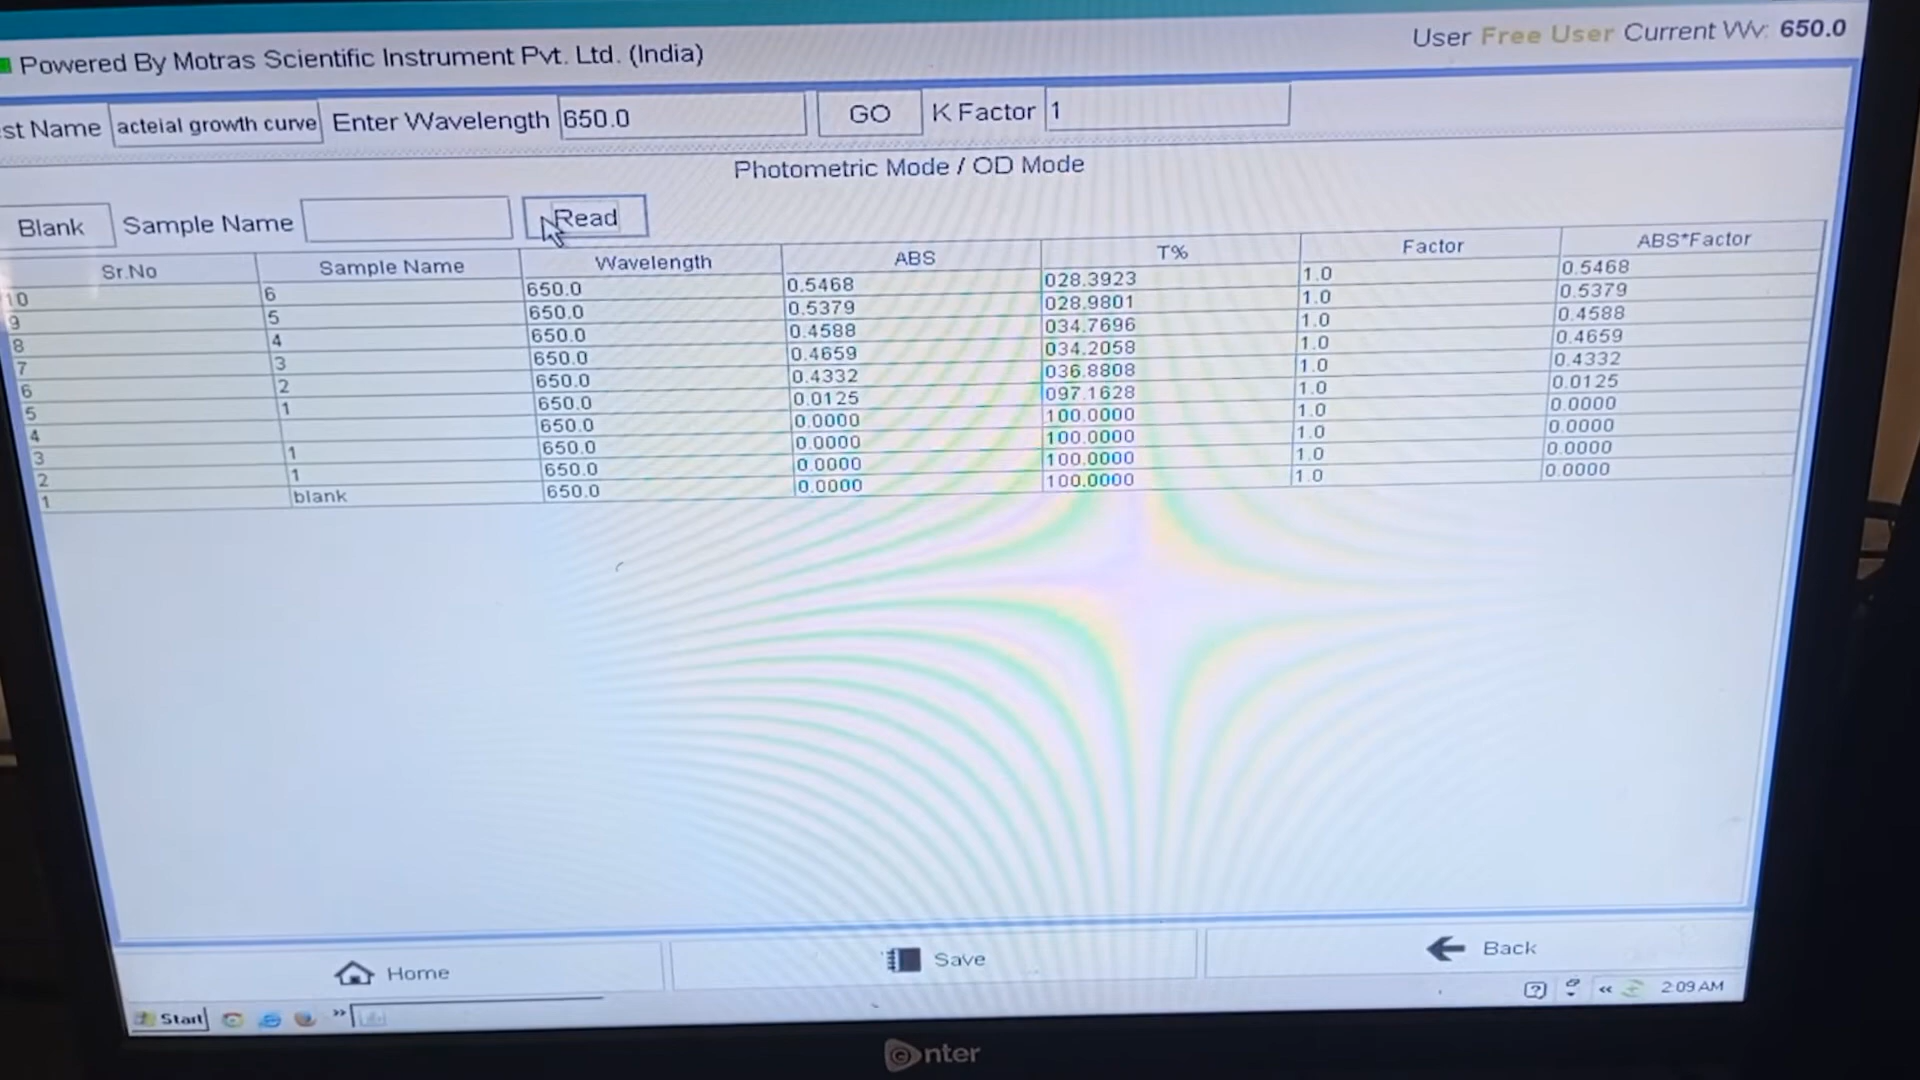 Powered By Motras Scientific Instrument Pvt. Ltd. (India) User Free User Current Wv: 650.0
st Name acteial growth curve Enter Wavelength 650.0 GO K Factor 1
Photometric Mode / OD Mode
Blank Sample Name Read
Sr.No Sample Name Wavelength ABS T% Factor ABS*Factor
10 6 650.0 0.5468 028.3923 1.0 0.5468
9 5 650.0 0.5379 028.9801 1.0 0.5379
8 4 650.0 0.4588 034.7696 1.0 0.4588
7 3 650.0 0.4659 034.2058 1.0 0.4659
6 2 650.0 0.4332 036.8808 1.0 0.4332
5 1 650.0 0.0125 097.1628 1.0 0.0125
4 650.0 0.0000 100.0000 1.0 0.0000
3 1 650.0 0.0000 100.0000 1.0 0.0000
2 1 650.0 0.0000 100.0000 1.0 0.0000
1 blank 650.0 0.0000 100.0000 1.0 0.0000
Home Save Back
Start 2:09 AM
enter